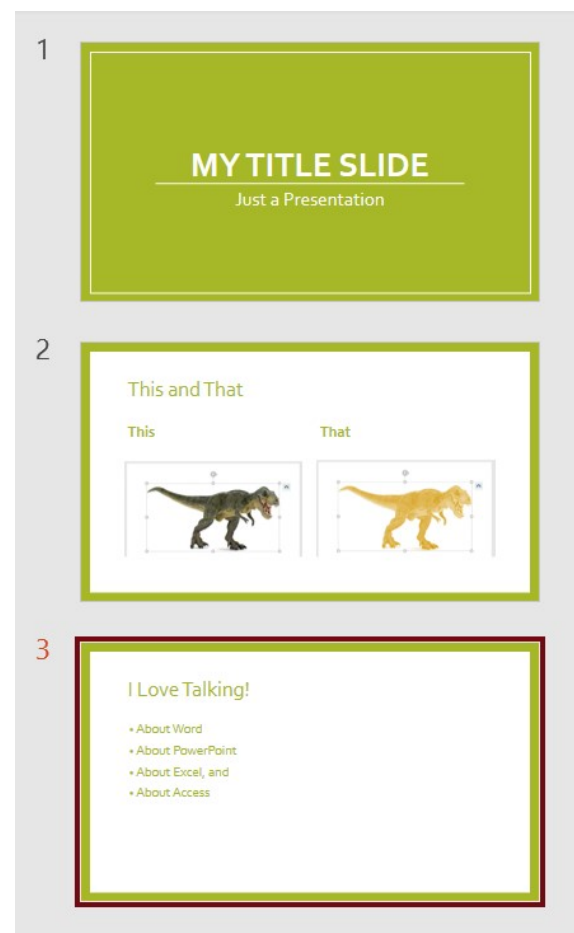 1
MY TITLE SLIDE
Just a Presentation
2
This and That
This That
3
I Love Talking!
• About Word
• About PowerPoint
• About Excel, and
• About Access